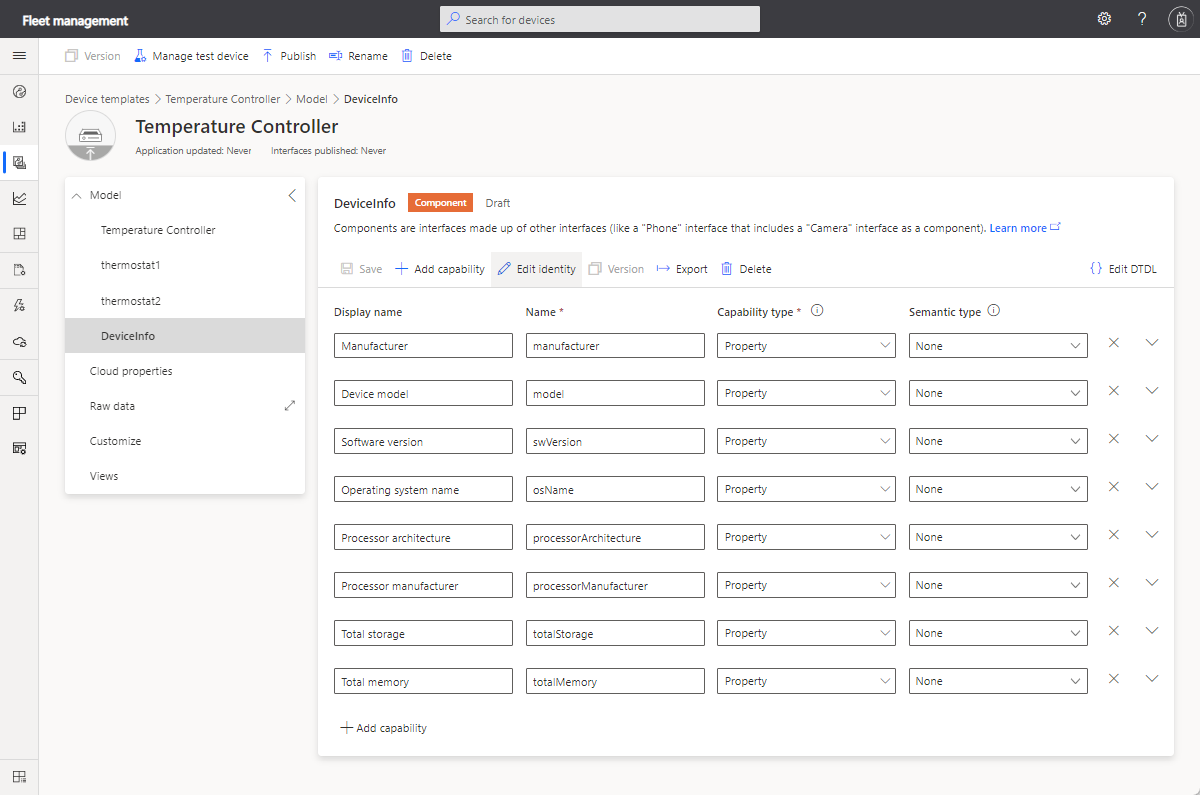 Fleet management
Search for devices
?
Version Manage test device Publish Rename Delete
Device templates > Temperature Controller > Model > DeviceInfo
Temperature Controller
Application updated: Never Interfaces published: Never
Model
Temperature Controller
thermostat1
thermostat2
DeviceInfo
Cloud properties
Raw data
Customize
Views
DeviceInfo Component Draft
Components are interfaces made up of other interfaces (like a "Phone" interface that includes a "Camera" interface as a component). Learn more
Save Add capability Edit identity Version Export Delete {} Edit DTDL
Display name Name * Capability type * Semantic type
Manufacturer manufacturer Property None
Device model model Property None
Software version swVersion Property None
Operating system name osName Property None
Processor architecture processorArchitecture Property None
Processor manufacturer processorManufacturer Property None
Total storage totalStorage Property None
Total memory totalMemory Property None
Add capability